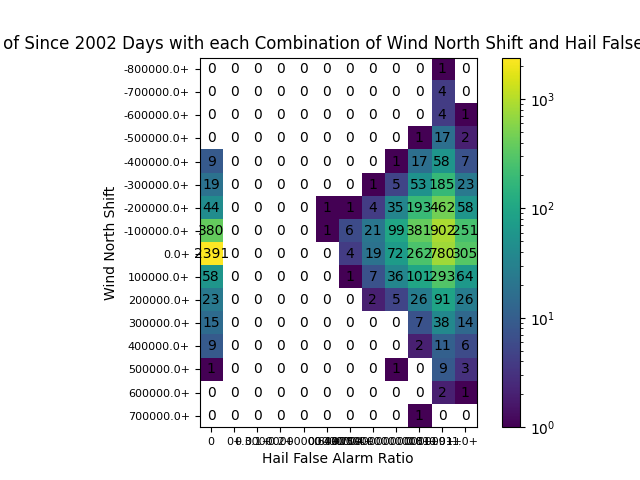 of Since 2002 Days with each Combination of Wind North Shift and Hail False
-800000.0+ 0 0 0 0 0 0 0 0 0 0 1 0
-700000.0+ 0 0 0 0 0 0 0 0 0 0 4 0
-600000.0+ 0 0 0 0 0 0 0 0 0 0 4 1
-500000.0+ 0 0 0 0 0 0 0 0 0 1 17 2
-400000.0+ 9 0 0 0 0 0 0 0 1 17 58 7
-300000.0+ 19 0 0 0 0 0 0 1 5 53 185 23
-200000.0+ 44 0 0 0 0 1 1 4 35 193 462 58
-100000.0+ 380 0 0 0 0 1 6 21 99 381 902 251
0.0+ 2391 0 0 0 0 0 4 19 72 262 780 305
100000.0+ 58 0 0 0 0 0 1 7 36 101 293 64
200000.0+ 23 0 0 0 0 0 0 2 5 26 91 26
300000.0+ 15 0 0 0 0 0 0 0 0 7 38 14
400000.0+ 9 0 0 0 0 0 0 0 0 2 11 6
500000.0+ 1 0 0 0 0 0 0 0 1 0 9 3
600000.0+ 0 0 0 0 0 0 0 0 0 0 2 1
700000.0+ 0 0 0 0 0 0 0 0 0 1 0 0
0
Hail False Alarm Ratio
Wind North Shift
10³
10²
10¹
10⁰